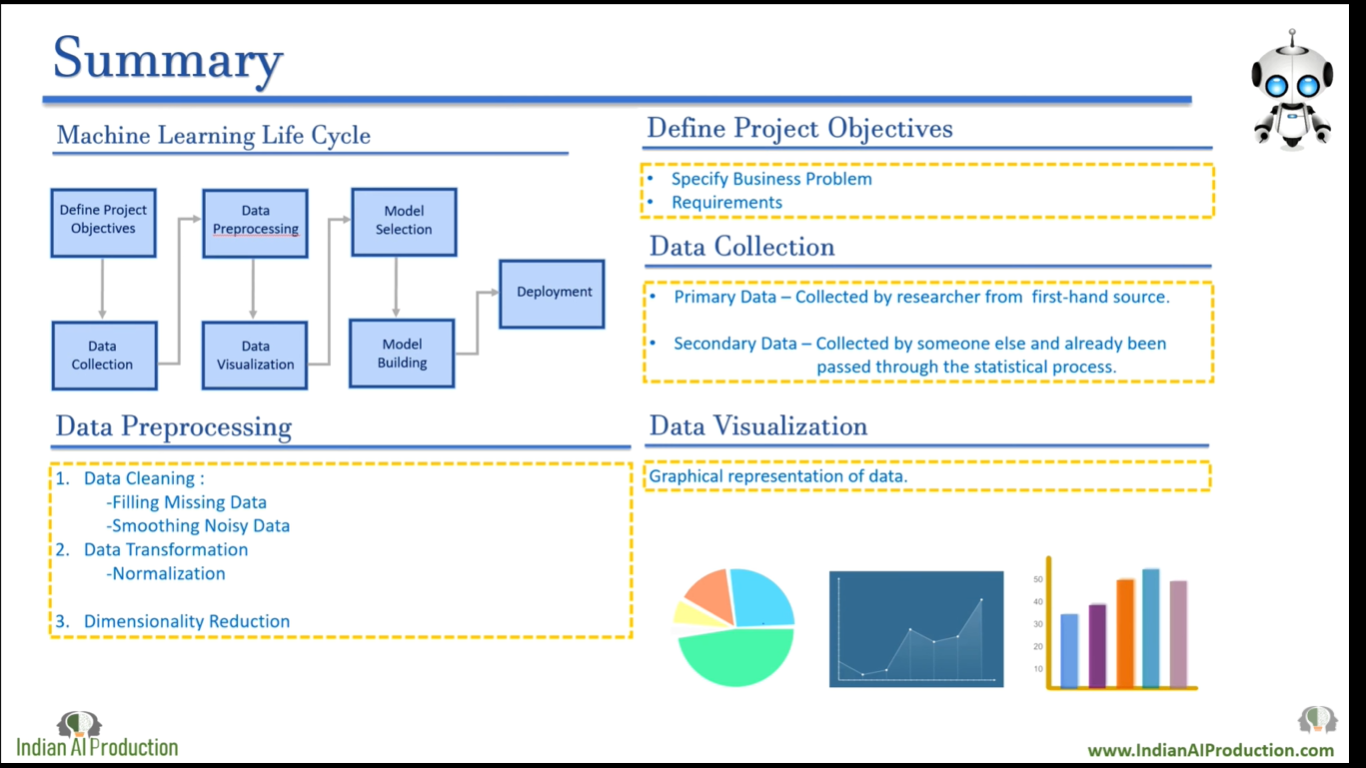 Summary
Machine Learning Life Cycle
Define Project
Objectives
Data
Preprocessing
Model
Selection
Deployment
Data
Collection
Data
Visualization
Model
Building
Define Project Objectives
• Specify Business Problem
• Requirements
Data Collection
• Primary Data – Collected by researcher from first-hand source.
• Secondary Data – Collected by someone else and already been
passed through the statistical process.
Data Preprocessing
1. Data Cleaning :
-Filling Missing Data
-Smoothing Noisy Data
2. Data Transformation
-Normalization
3. Dimensionality Reduction
Data Visualization
Graphical representation of data.
50
40
30
20
10
Indian AI Production
www.IndianAIProduction.com